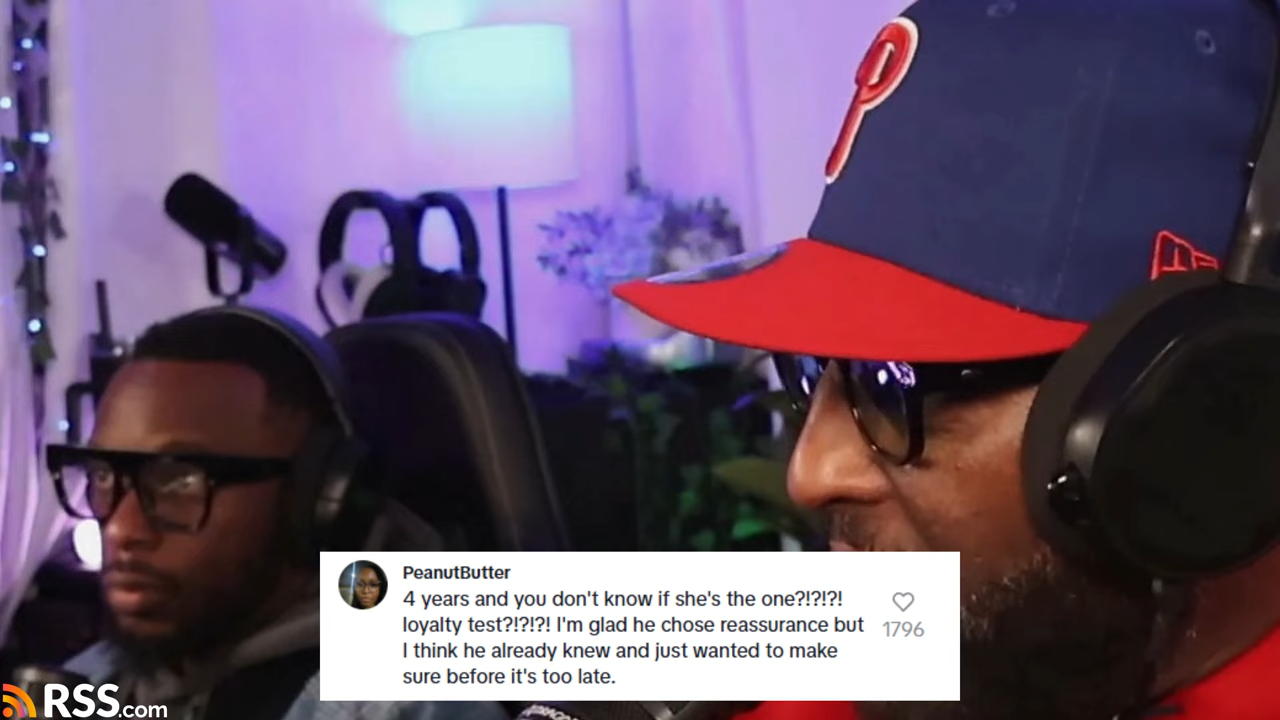 P
PeanutButter
4 years and you don't know if she's the one?!?!?!
loyalty test?!?!?! I'm glad he chose reassurance but
I think he already knew and just wanted to make
sure before it's too late.
1796
RSS.com